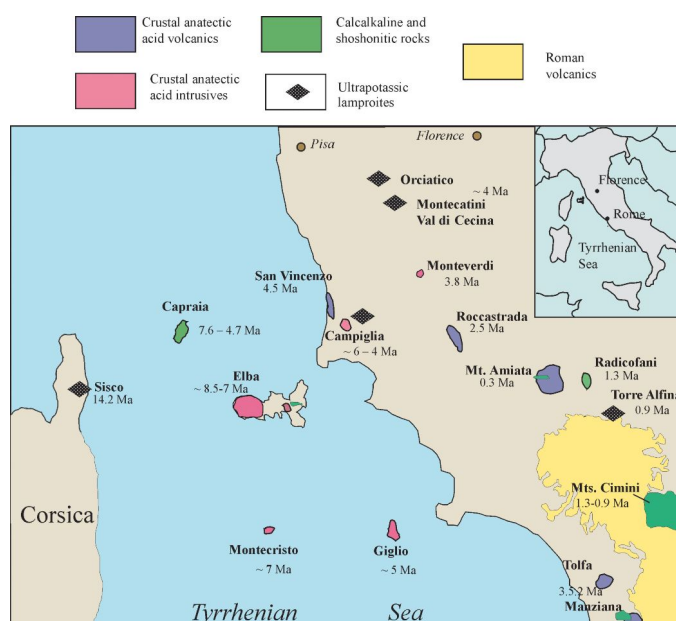 Crustal anatectic
acid volcanics
Calcalkaline and
shoshonitic rocks
Roman
volcanics
Crustal anatectic
acid intrusives
Ultrapotassic
lamproites
Pisa
Florence
Orciatico
~ 4 Ma
Montecatini
Val di Cecina
Florence
Rome
Tyrrhenian
Sea
San Vincenzo
4.5 Ma
Monteverdi
3.8 Ma
Capraia
7.6 – 4.7 Ma
Campiglia
~ 6 – 4 Ma
Roccastrada
2.5 Ma
Mt. Amiata
0.3 Ma
Radicofani
1.3 Ma
Sisco
14.2 Ma
Elba
~ 8.5-7 Ma
Torre Alfina
0.9 Ma
Mts. Cimini
1.3-0.9 Ma
Corsica
Montecristo
~ 7 Ma
Giglio
~ 5 Ma
Tolfa
3.5.2 Ma
Manziana
Tyrrhenian Sea